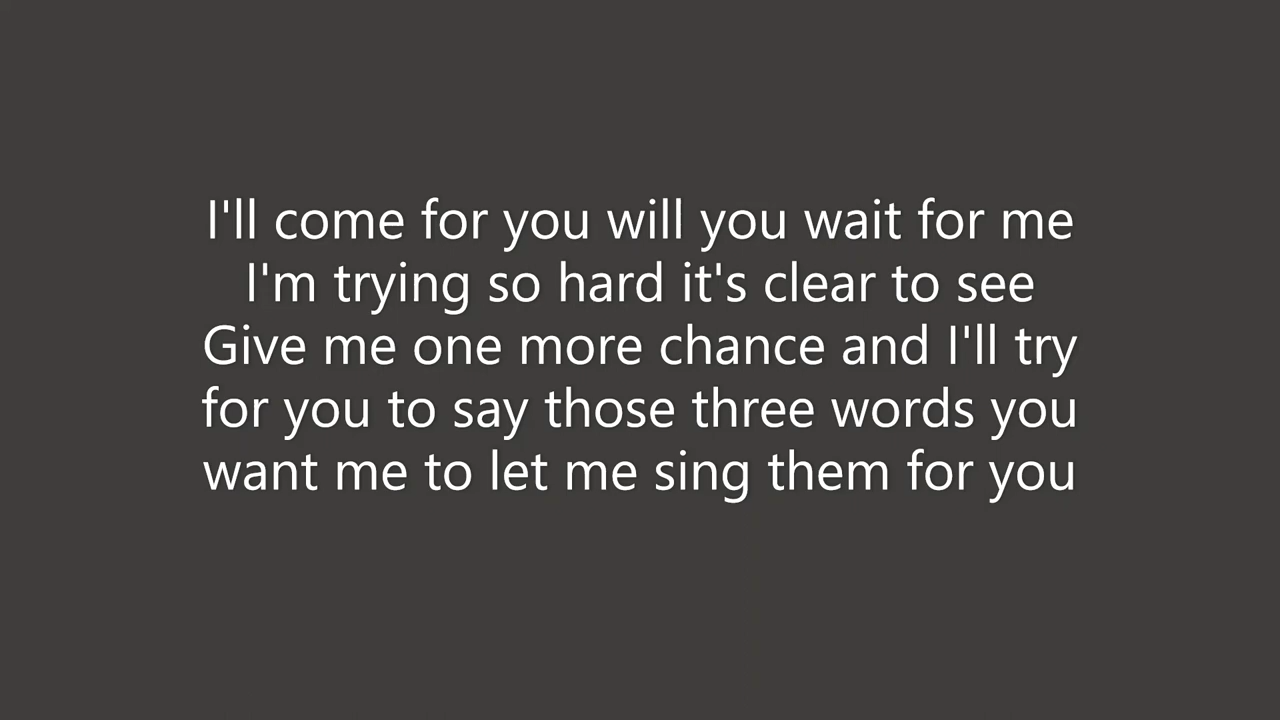 I'll come for you will you wait for me
I'm trying so hard it's clear to see
Give me one more chance and I'll try
for you to say those three words you
want me to let me sing them for you